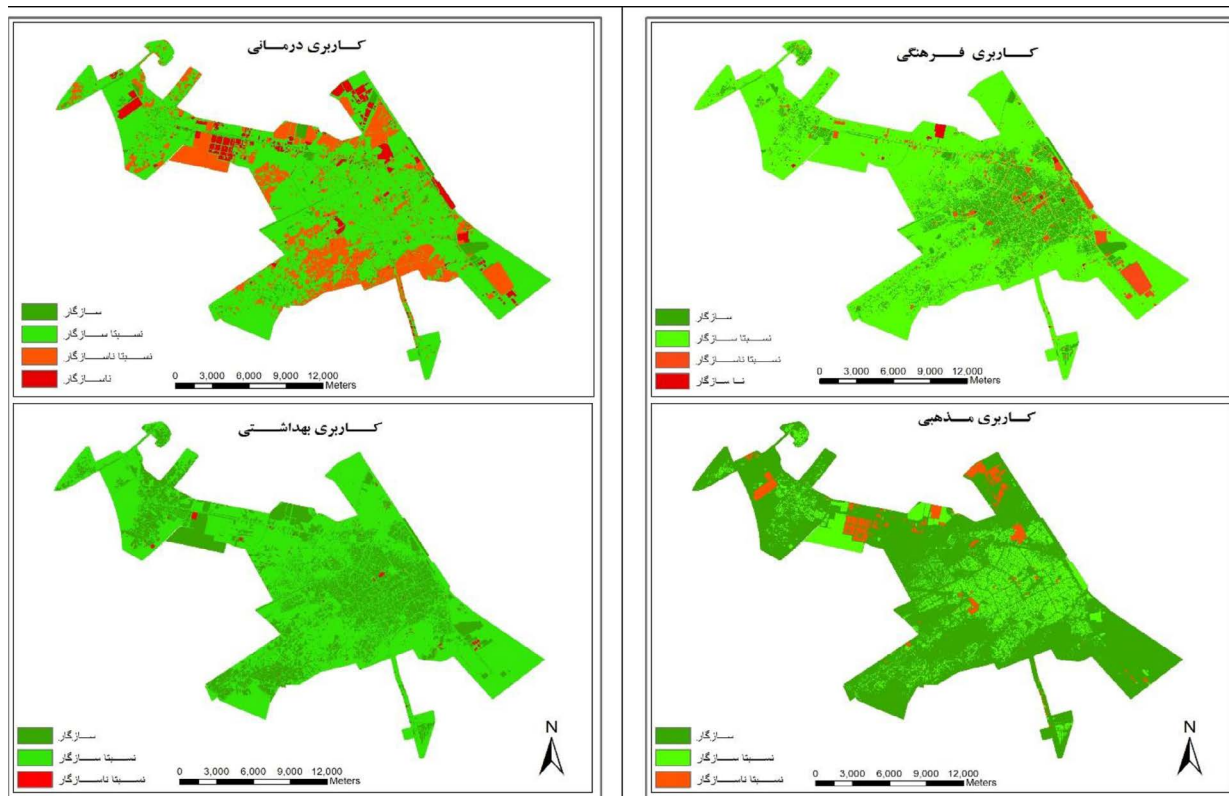 کاربری درمانی
سازگار
نسبتا سازگار
نسبتا ناسازگار
ناسازگار
0 3,000 6,000 9,000 12,000
Meters
کاربری فرهنگی
سازگار
نسبتا سازگار
نسبتا ناسازگار
نا سازگار
0 3,000 6,000 9,000 12,000
Meters
کاربری بهداشتی
سازگار
نسبتا سازگار
نسبتا ناسازگار
0 3,000 6,000 9,000 12,000
Meters
N
کاربری مذهبی
سازگار
نسبتا سازگار
نسبتا ناسازگار
0 3,000 6,000 9,000 12,000
Meters
N